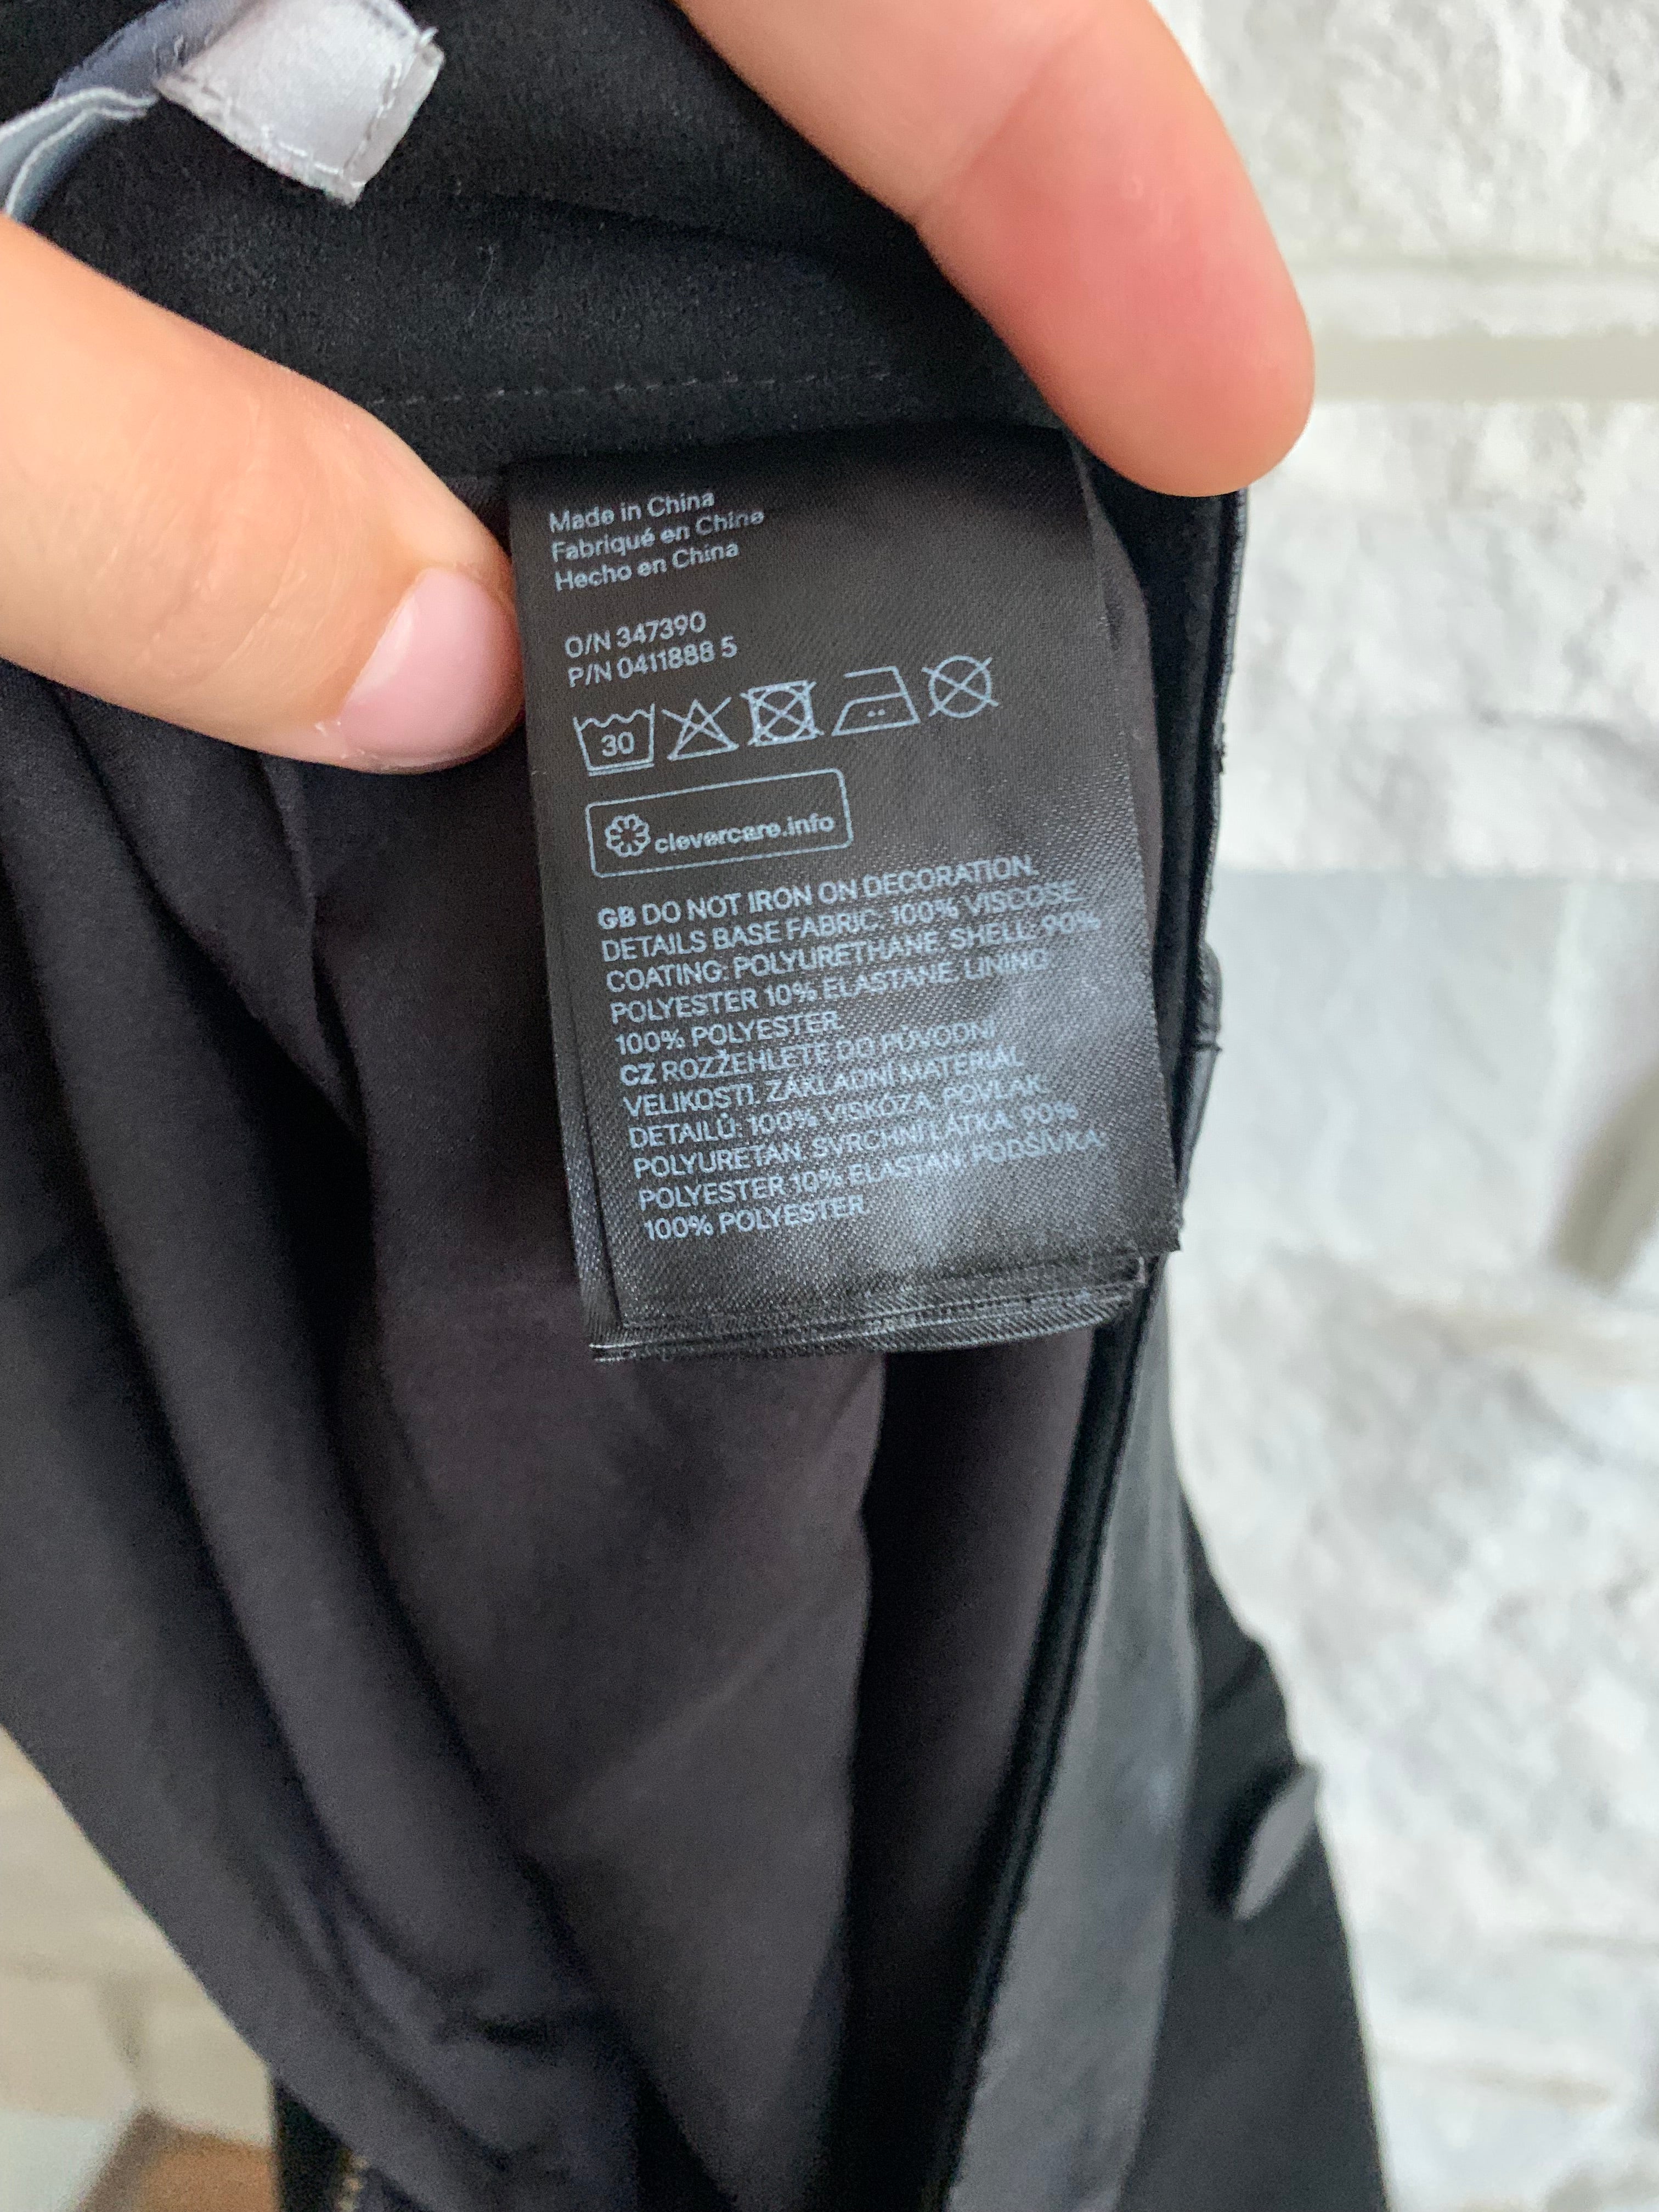 Made in China
Fabriqué en Chine
Hecho en China
O/N 347390
P/N 0411888 5
30
clevercare.info
GB DO NOT IRON ON DECORATION.
DETAILS BASE FABRIC: 100% VISCOSE.
COATING: POLYURETHANE. SHELL: 90%
POLYESTER 10% ELASTANE. LINING:
100% POLYESTER.
CZ ROZŽEHLETE DO PŮVODNÍ
VELIKOSTI. ZÁKLADNÍ MATERIÁL
DETAILŮ: 100% VISKÓZA. POVLAK:
POLYURETAN. SVRCHNÍ LÁTKA: 90%
POLYESTER 10% ELASTAN. PODŠÍVKA:
100% POLYESTER.